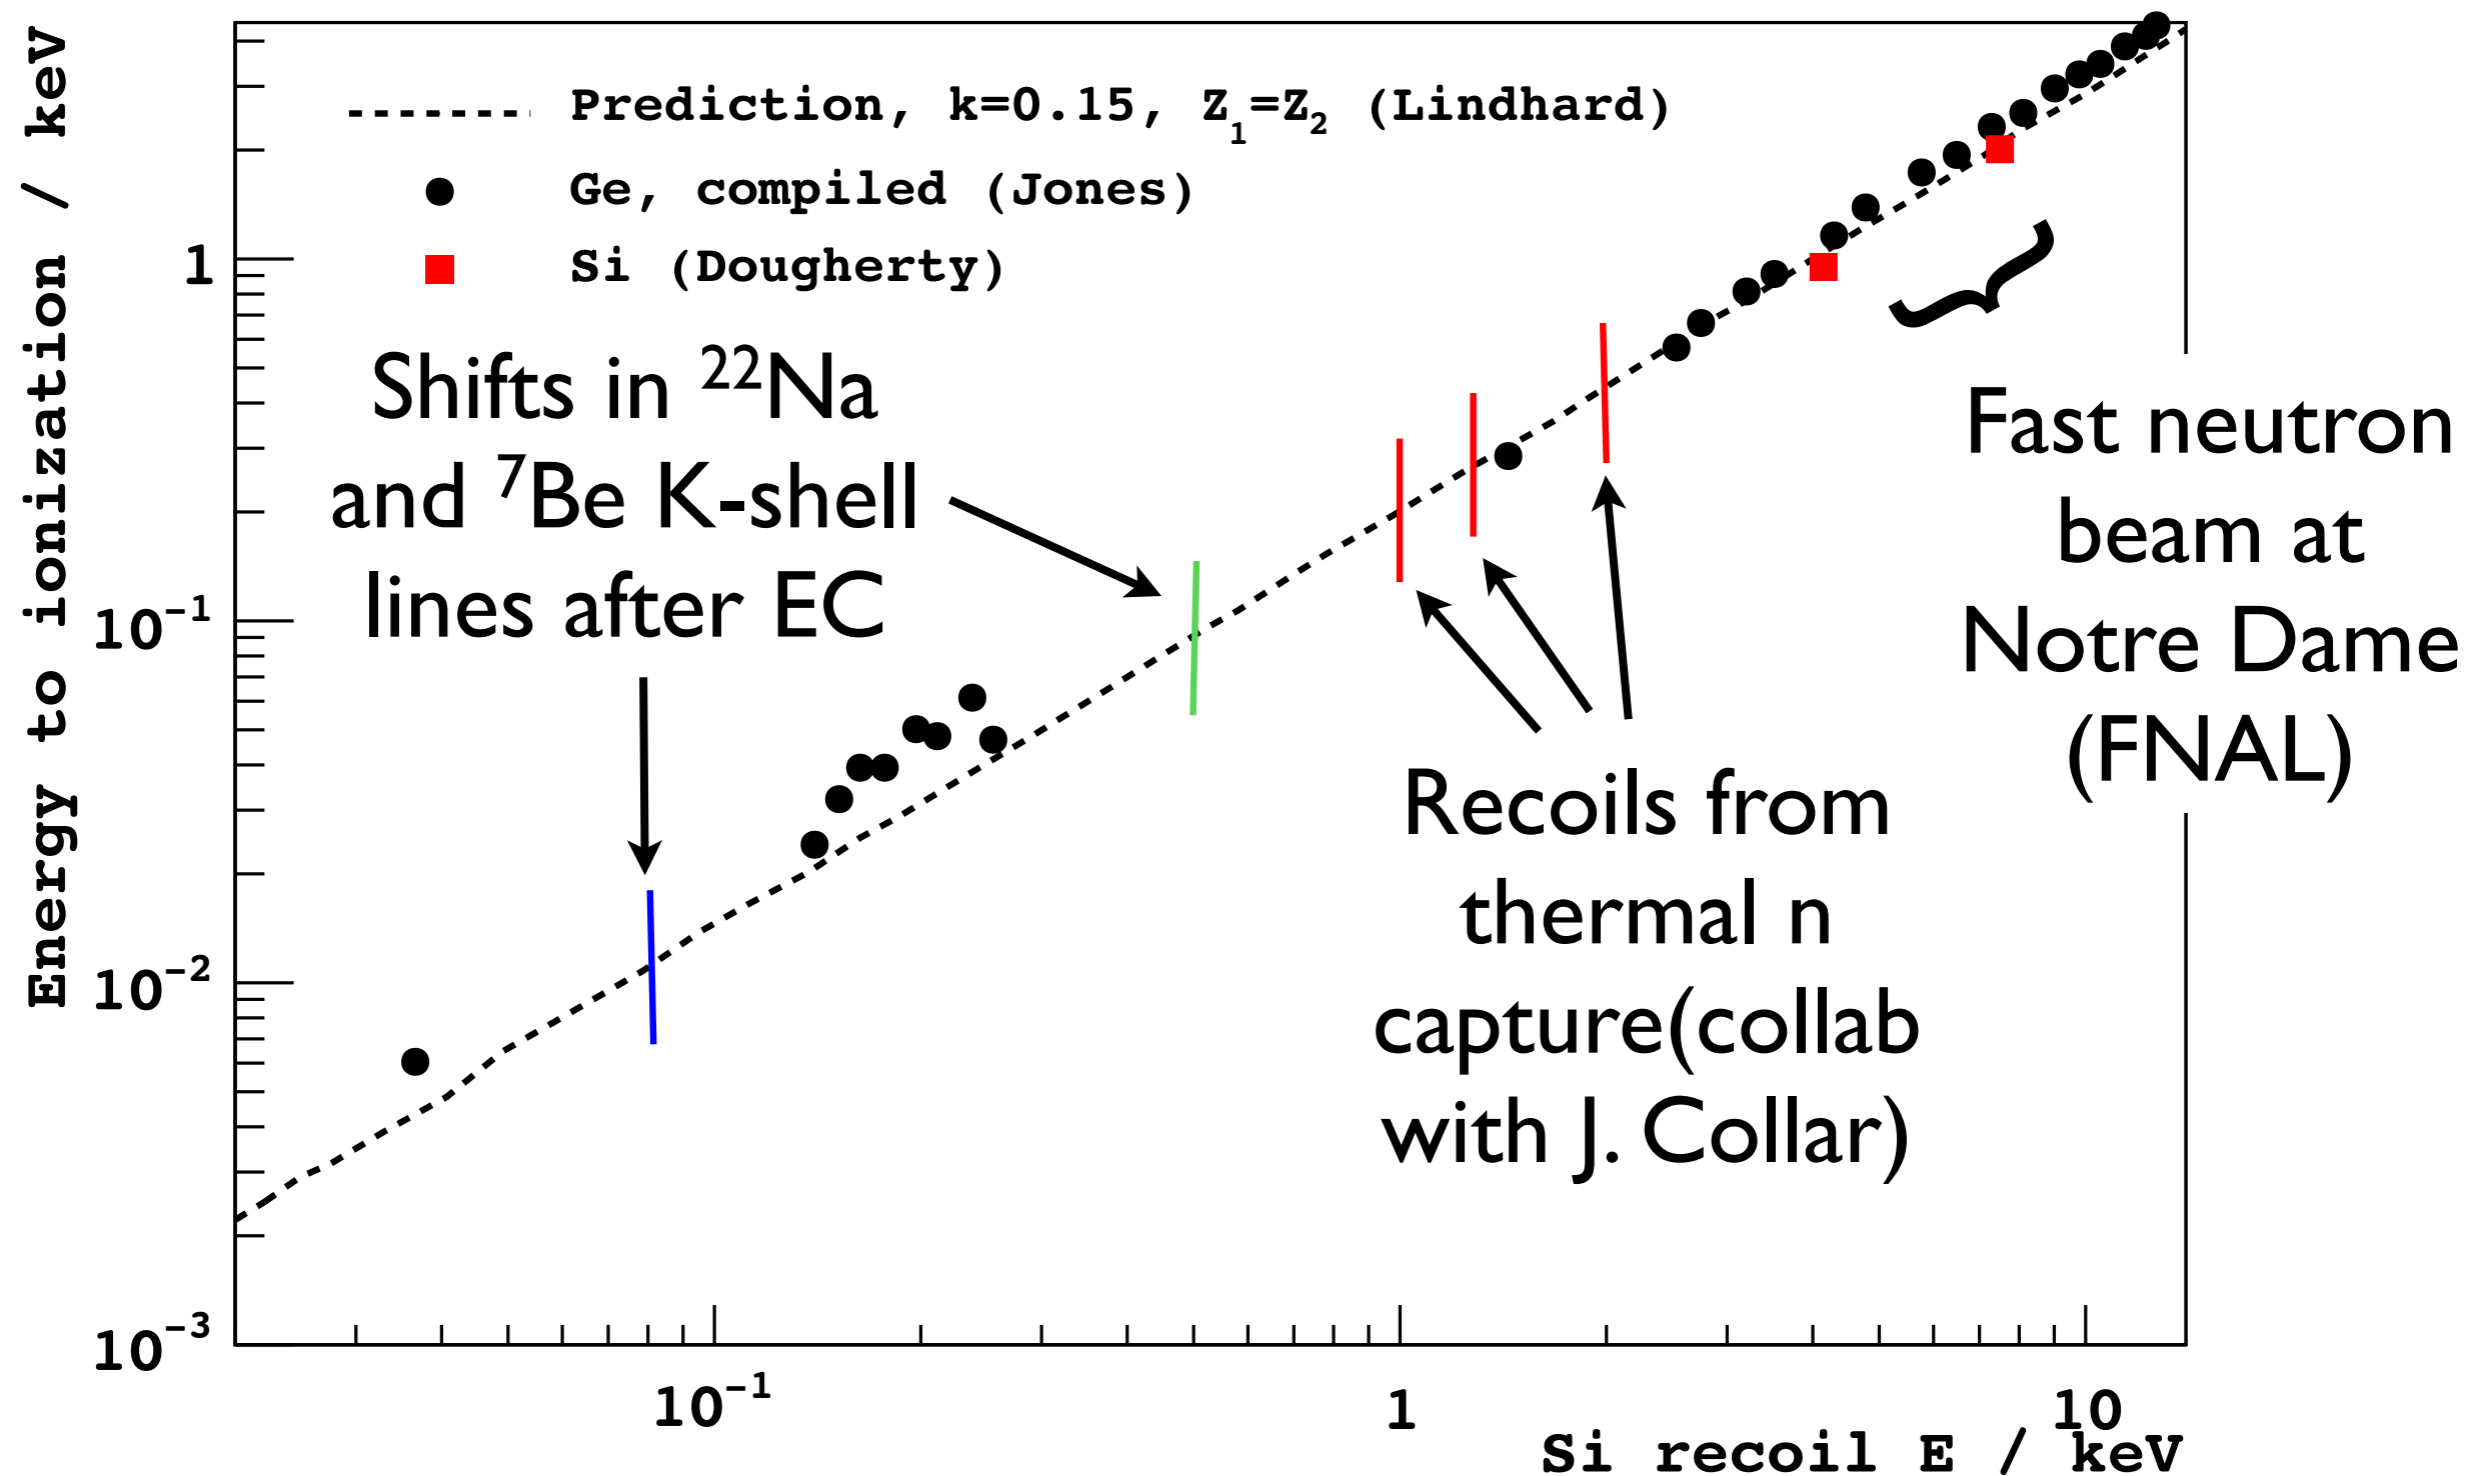 Energy to ionization / keV
Prediction, k=0.15, Z₁=Z₂ (Lindhard)
Ge, compiled (Jones)
Si (Dougherty)
Shifts in ²²Na
and ⁷Be K-shell
lines after EC
Fast neutron
beam at
Notre Dame
(FNAL)
Recoils from
thermal n
capture(collab
with J. Collar)
1
10⁻¹
10⁻²
10⁻³
10⁻¹
1
10
Si recoil E / keV